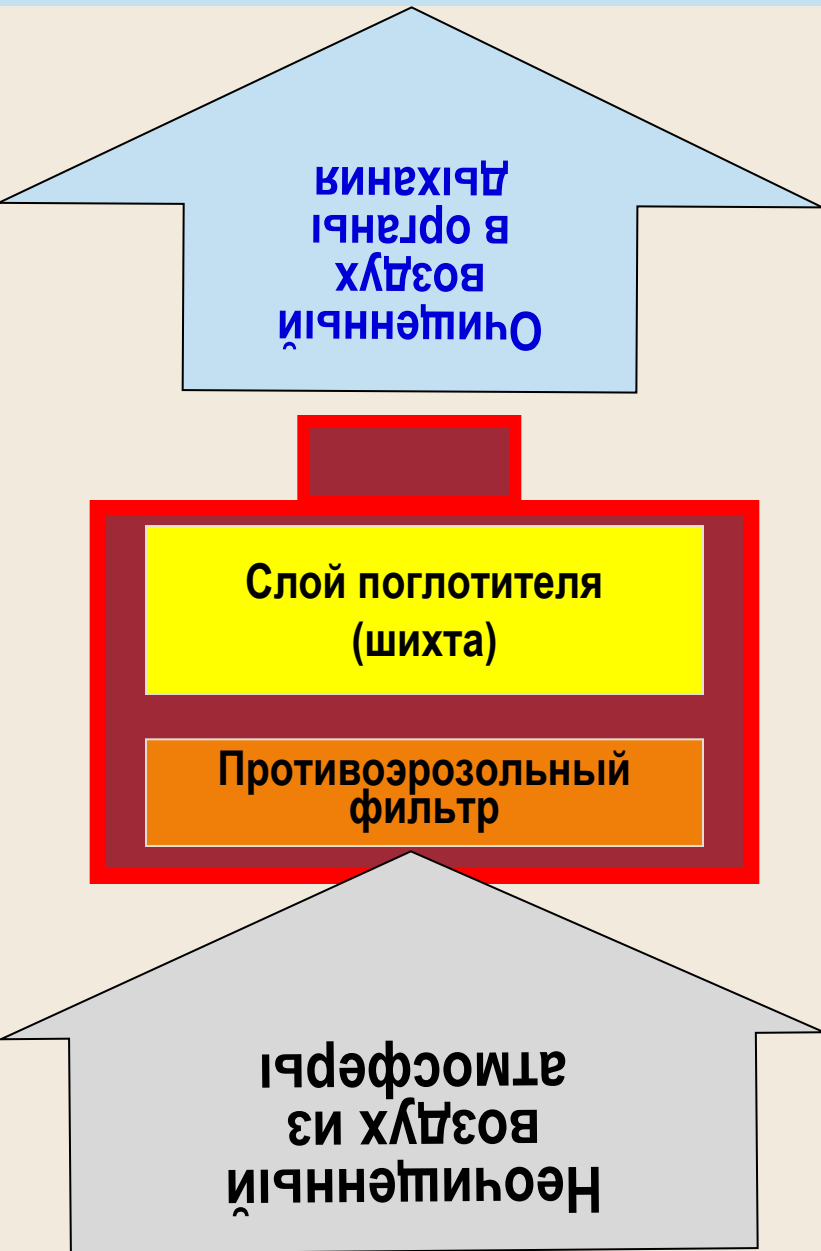 Очищенный
воздух
в органы
дыхания
Слой поглотителя
(шихта)
Противоэрозольный
фильтр
Неочищенный
воздух из
атмосферы